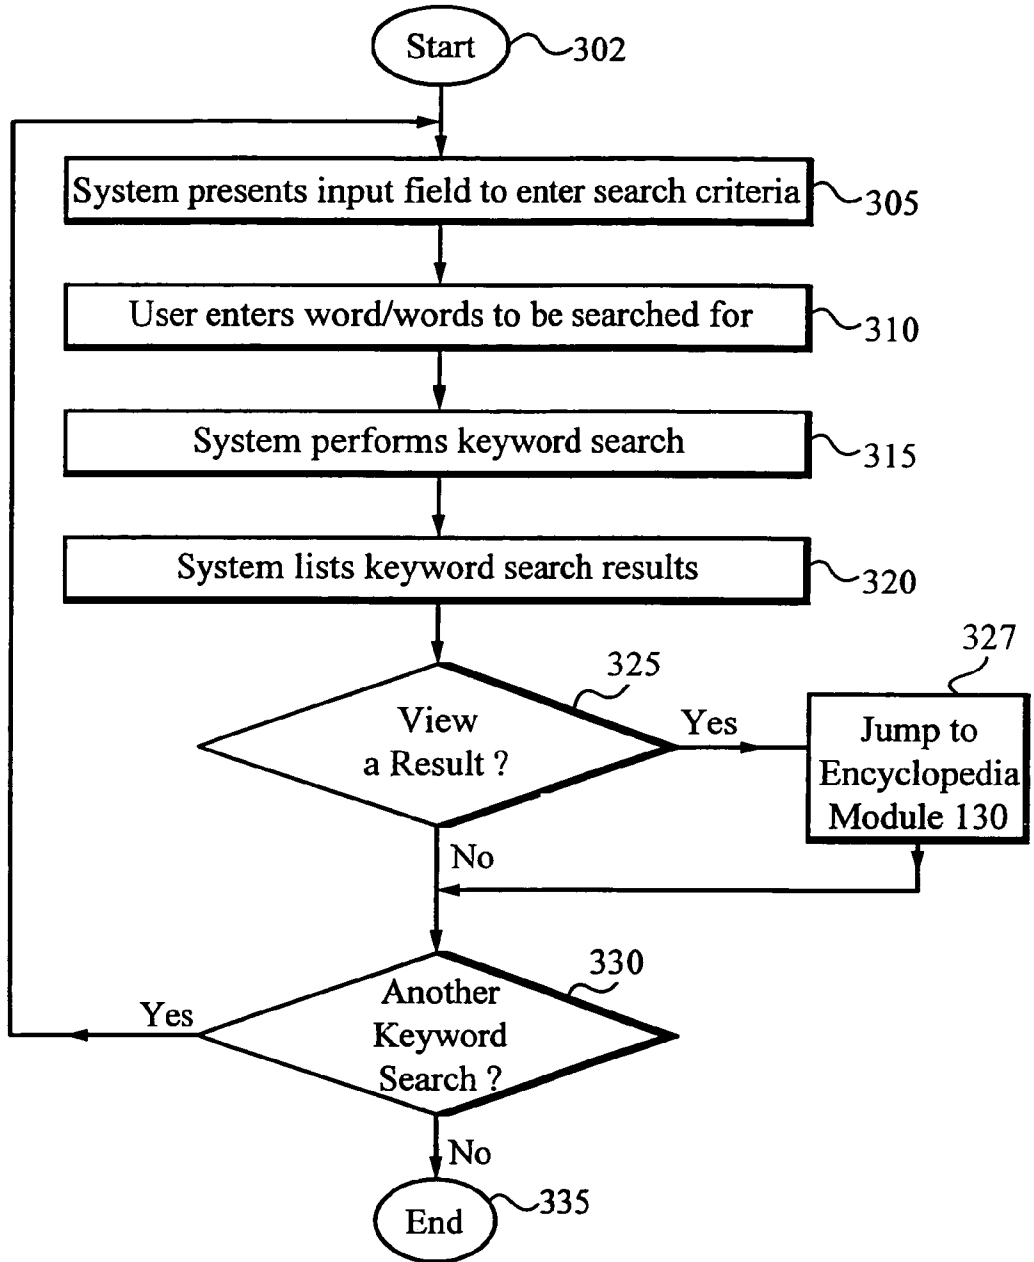 Start
302
System presents input field to enter search criteria
305
User enters word/words to be searched for
310
System performs keyword search
315
System lists keyword search results
320
325
327
View
a Result ?
Yes
Jump to
Encyclopedia
Module 130
No
330
Another
Keyword
Search ?
Yes
No
End
335